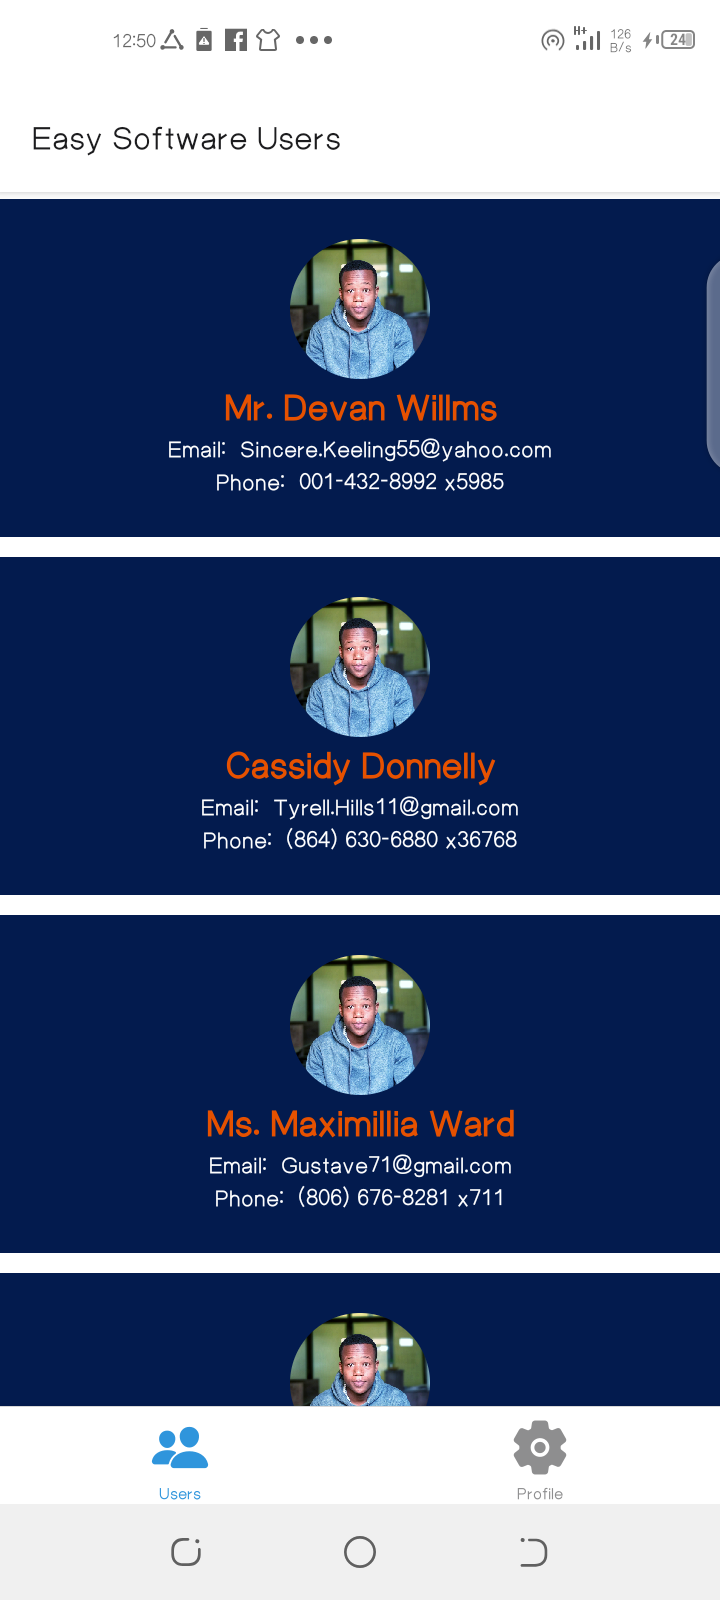 12:50
H+ 126 B/s 24
Easy Software Users
Mr. Devan Willms
Email: Sincere.Keeling55@yahoo.com
Phone: 001-432-8992 x5985
Cassidy Donnelly
Email: Tyrell.Hills11@gmail.com
Phone: (864) 630-6880 x36768
Ms. Maximillia Ward
Email: Gustave71@gmail.com
Phone: (806) 676-8281 x711
Users
Profile